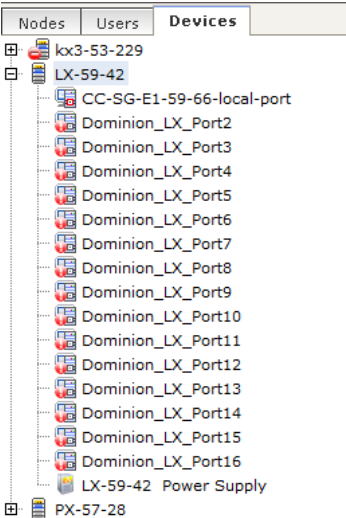 Nodes Users Devices
kx3-53-229
LX-59-42
CC-SG-E1-59-66-local-port
Dominion_LX_Port2
Dominion_LX_Port3
Dominion_LX_Port4
Dominion_LX_Port5
Dominion_LX_Port6
Dominion_LX_Port7
Dominion_LX_Port8
Dominion_LX_Port9
Dominion_LX_Port10
Dominion_LX_Port11
Dominion_LX_Port12
Dominion_LX_Port13
Dominion_LX_Port14
Dominion_LX_Port15
Dominion_LX_Port16
LX-59-42 Power Supply
PX-57-28